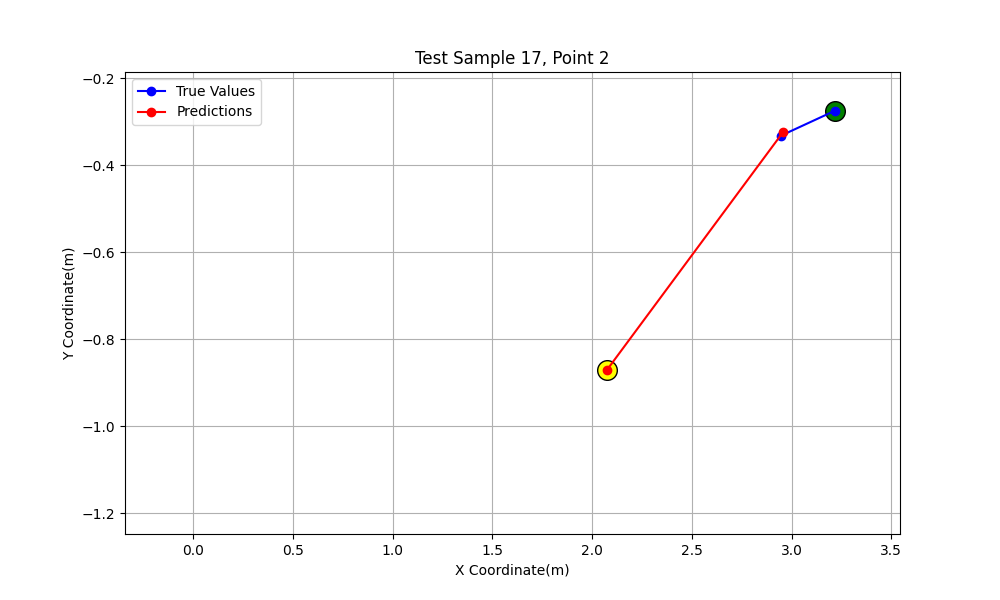 Test Sample 17, Point 2
True Values
Predictions
−0.2
−0.4
−0.6
−0.8
−1.0
−1.2
Y Coordinate(m)
0.0 0.5 1.0 1.5 2.0 2.5 3.0 3.5
X Coordinate(m)